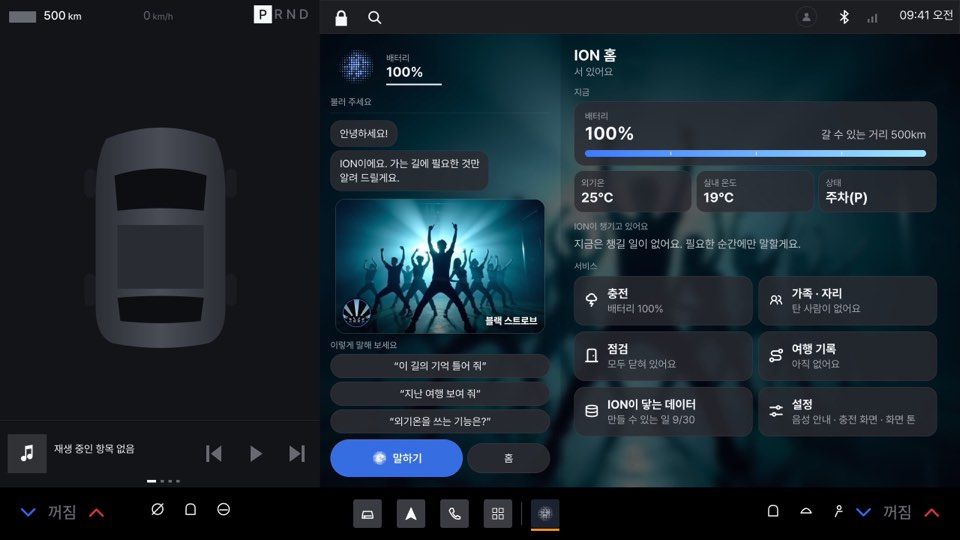 500 km
0 km/h
P R N D
09:41 오전
배터리
100%
불러 주세요
안녕하세요!
ION이에요. 가는 길에 필요한 것만
알려 드릴게요.
블랙 스트로브
이렇게 말해 보세요
“이 길의 기억 틀어 줘”
“지난 여행 보여 줘”
“외기온을 쓰는 기능은?”
말하기
홈
ION 홈
서 있어요
지금
배터리
100%
갈 수 있는 거리 500km
외기온
25°C
실내 온도
19°C
상태
주차(P)
ION이 챙기고 있어요
지금은 챙길 일이 없어요. 필요한 순간에만 말할게요.
서비스
충전
배터리 100%
가족 · 자리
탄 사람이 없어요
점검
모두 닫혀 있어요
여행 기록
아직 없어요
ION이 닿는 데이터
만들 수 있는 일 9/30
설정
음성 안내 · 충전 화면 · 화면 톤
재생 중인 항목 없음
꺼짐
꺼짐